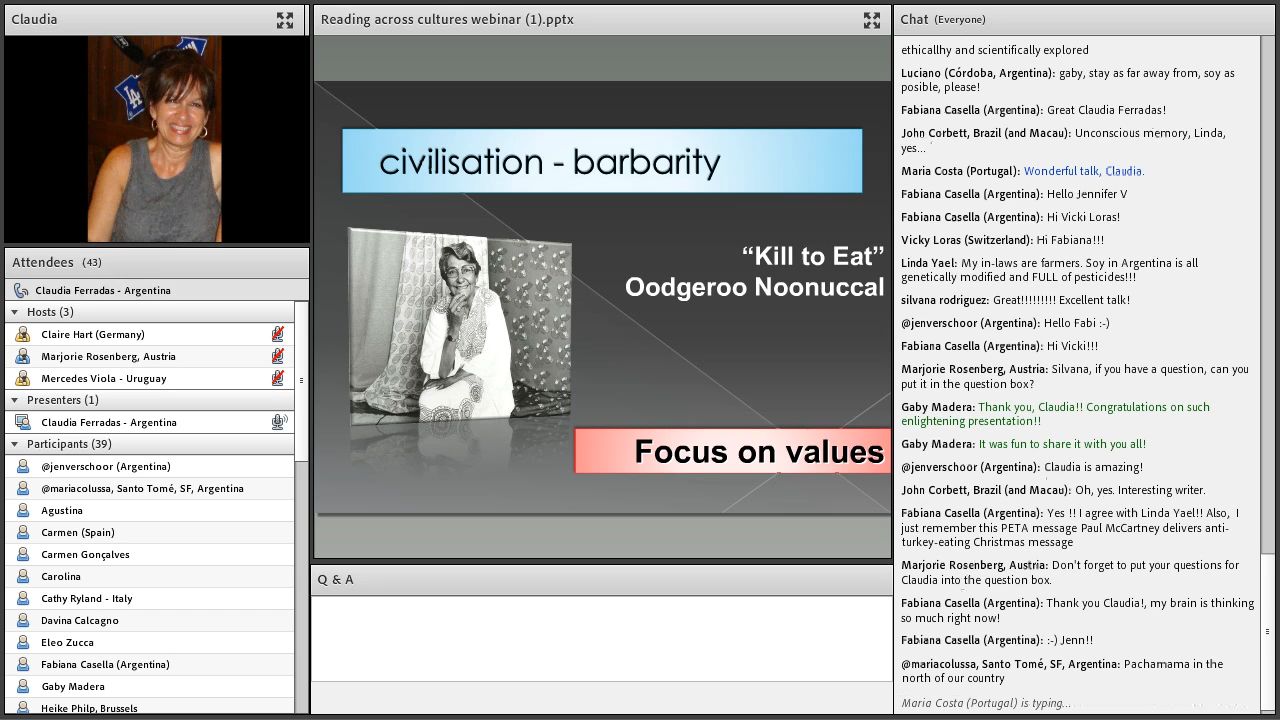 Claudia
LA
Attendees (43)
Claudia Ferradas - Argentina
Hosts (3)
Claire Hart (Germany)
Marjorie Rosenberg, Austria
Mercedes Viola - Uruguay
Presenters (1)
Claudia Ferradas - Argentina
Participants (39)
@jenverschoor (Argentina)
@mariacolussa, Santo Tomé, SF, Argentina
Agustina
Carmen (Spain)
Carmen Gonçalves
Carolina
Cathy Ryland - Italy
Davina Calcagno
Eleo Zucca
Fabiana Casella (Argentina)
Gaby Madera
Heike Philp, Brussels
Reading across cultures webinar (1).pptx
civilisation - barbarity
“Kill to Eat”
Oodgeroo Noonuccal
Focus on values
Q & A
Chat (Everyone)
ethicallhy and scientifically explored
Luciano (Córdoba, Argentina): gaby, stay as far away from, soy as
posible, please!
Fabiana Casella (Argentina): Great Claudia Ferradas!
John Corbett, Brazil (and Macau): Unconscious memory, Linda,
yes...
Maria Costa (Portugal): Wonderful talk, Claudia.
Fabiana Casella (Argentina): Hello Jennifer V
Fabiana Casella (Argentina): Hi Vicki Loras!
Vicky Loras (Switzerland): Hi Fabiana!!!
Linda Yael: My in-laws are farmers. Soy in Argentina is all
genetically modified and FULL of pesticides!!!
silvana rodriguez: Great!!!!!!!!! Excellent talk!
@jenverschoor (Argentina): Hello Fabi :-)
Fabiana Casella (Argentina): Hi Vicki!!!
Marjorie Rosenberg, Austria: Silvana, if you have a question, can you
put it in the question box?
Gaby Madera: Thank you, Claudia!! Congratulations on such
enlightening presentation!!
Gaby Madera: It was fun to share it with you all!
@jenverschoor (Argentina): Claudia is amazing!
John Corbett, Brazil (and Macau): Oh, yes. Interesting writer.
Fabiana Casella (Argentina): Yes !! I agree with Linda Yael!! Also, I
just remember this PETA message Paul McCartney delivers anti-
turkey-eating Christmas message
Marjorie Rosenberg, Austria: Don't forget to put your questions for
Claudia into the question box.
Fabiana Casella (Argentina): Thank you Claudia!, my brain is thinking
so much right now!
Fabiana Casella (Argentina): :-) Jenn!!
@mariacolussa, Santo Tomé, SF, Argentina: Pachamama in the
north of our country
Maria Costa (Portugal) is typing...